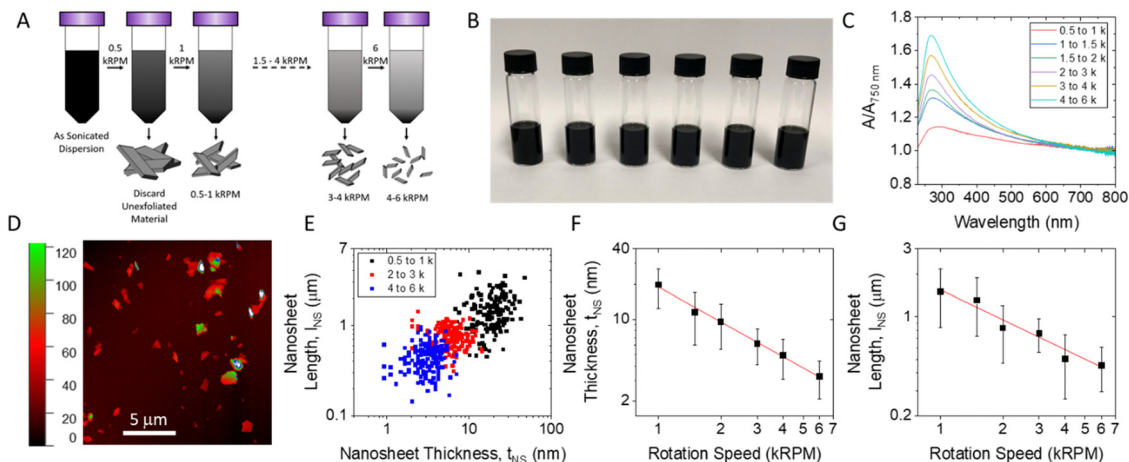 A
0.5
kRPM
1
kRPM
1.5 - 4 kRPM
6
kRPM
As Sonicated
Dispersion
Discard
Unexfoliated
Material
0.5-1 kRPM
3-4 kRPM
4-6 kRPM
B
C
1.8
1.6
1.4
1.2
1.0
0.8
A/A750 nm
0.5 to 1 k
1 to 1.5k
1.5 to 2 k
2 to 3 k
3 to 4 k
4 to 6 k
300 400 500 600 700 800
Wavelength (nm)
D
120
100
80
60
40
20
0
5 μm
E
7
1
0.1
Nanosheet
Length, lNS (μm)
0.5 to 1 k
2 to 3 k
4 to 6 k
1 10 100
Nanosheet Thickness, tNS (nm)
F
40
10
2
Nanosheet
Thickness, tNS (nm)
1 2 3 4 5 6 7
Rotation Speed (kRPM)
G
3
1
0.2
Nanosheet
Length, lNS (μm)
1 2 3 4 5 6 7
Rotation Speed (kRPM)